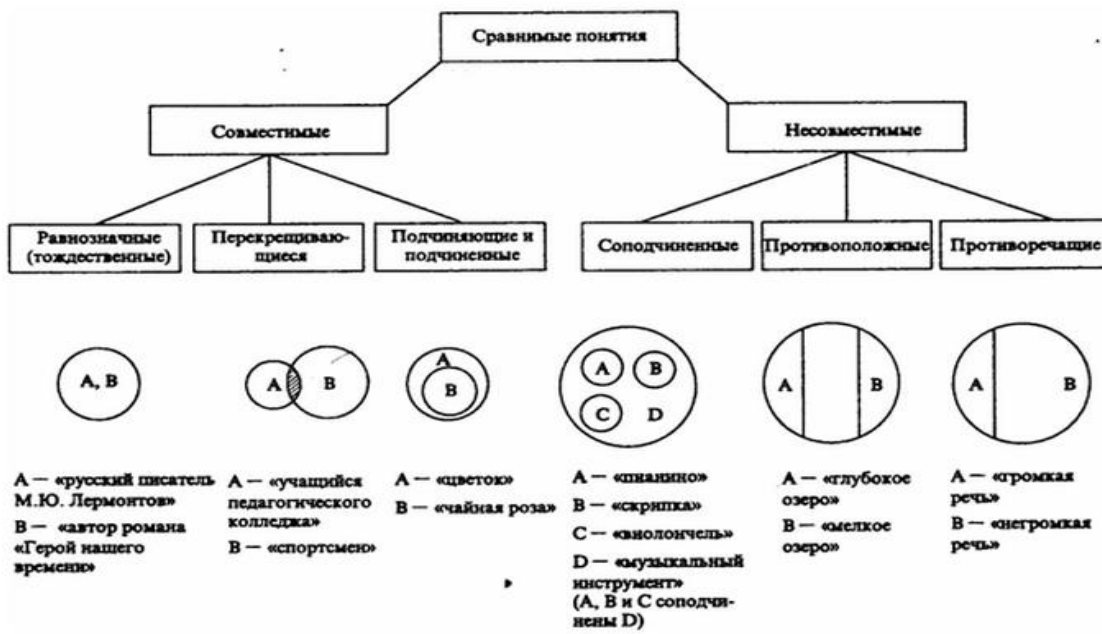 Сравнимые понятия
Совместимые
Несовместимые
Равнозначные
(тождественные)
Перекрещиваю-
щиеся
Подчиняющие и
подчиненные
Соподчиненные
Противоположные
Противоречащие
A, B
A
B
A
B
A
B
C
D
A
B
A
B
A — «русский писатель
М.Ю. Лермонтов»
B — «автор романа
«Герой нашего
времени»
A — «учащийся
педагогического
колледжа»
B — «спортсмен»
A — «цветок»
B — «чайная роза»
A — «пианино»
B — «скрипка»
C — «виолончель»
D — «музыкальный
инструмент»
(A, B и C соподчи-
нены D)
A — «глубокое
озеро»
B — «мелкое
озеро»
A — «громкая
речь»
B — «негромкая
речь»